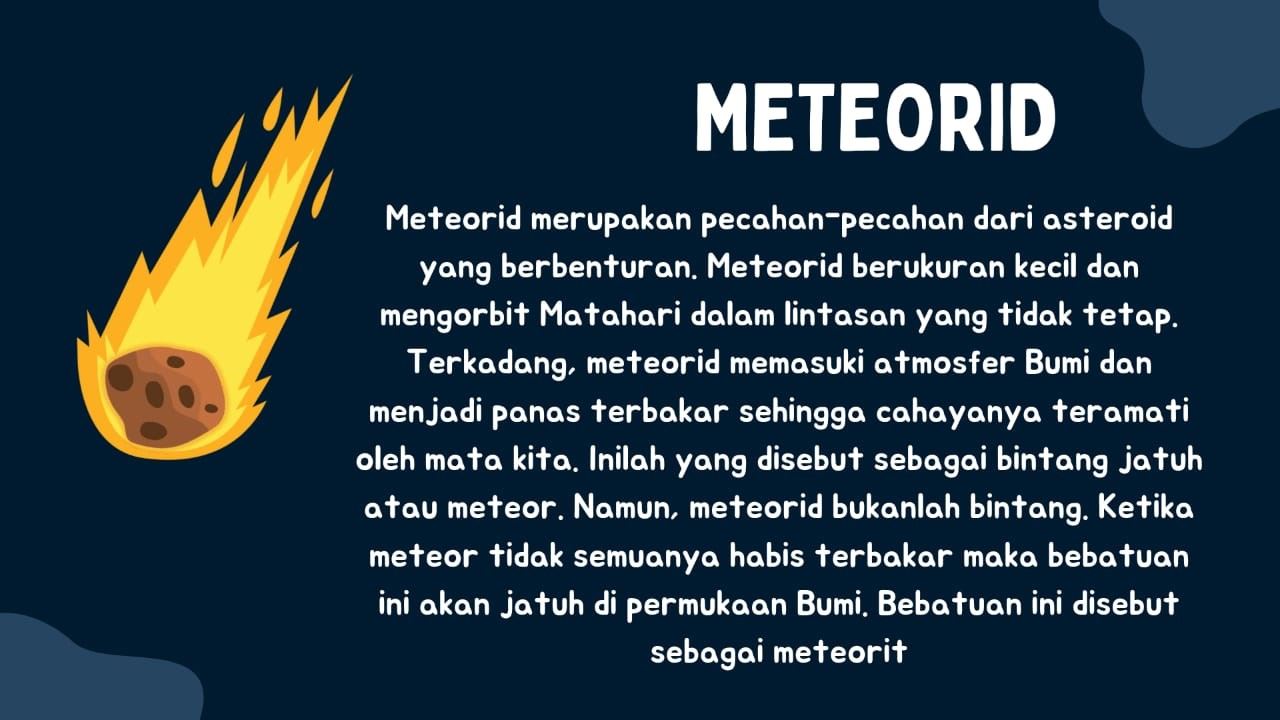 METEORID
Meteorid merupakan pecahan-pecahan dari asteroid
yang berbenturan. Meteorid berukuran kecil dan
mengorbit Matahari dalam lintasan yang tidak tetap.
Terkadang, meteorid memasuki atmosfer Bumi dan
menjadi panas terbakar sehingga cahayanya teramati
oleh mata kita. Inilah yang disebut sebagai bintang jatuh
atau meteor. Namun, meteorid bukanlah bintang. Ketika
meteor tidak semuanya habis terbakar maka bebatuan
ini akan jatuh di permukaan Bumi. Bebatuan ini disebut
sebagai meteorit